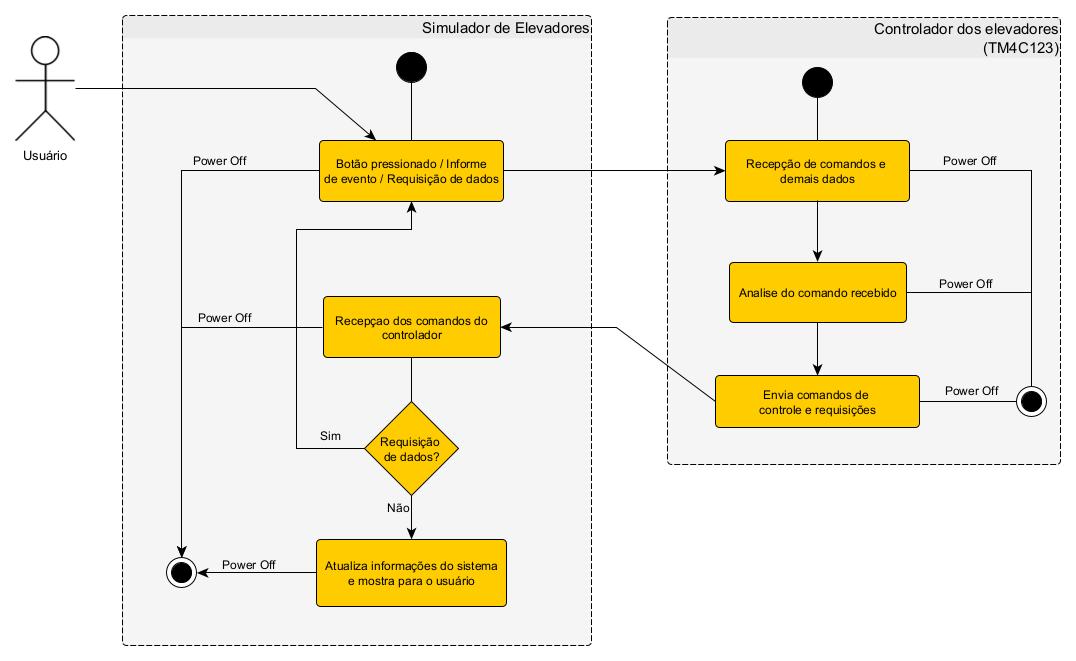 Simulador de Elevadores
Controlador dos elevadores
(TM4C123)
Usuário
Power Off
Botão pressionado / Informe
de evento / Requisição de dados
Recepção de comandos e
demais dados
Power Off
Analise do comando recebido
Power Off
Power Off
Recepçao dos comandos do
controlador
Envia comandos de
controle e requisições
Power Off
Sim
Requisição
de dados?
Não
Power Off
Atualiza informações do sistema
e mostra para o usuário